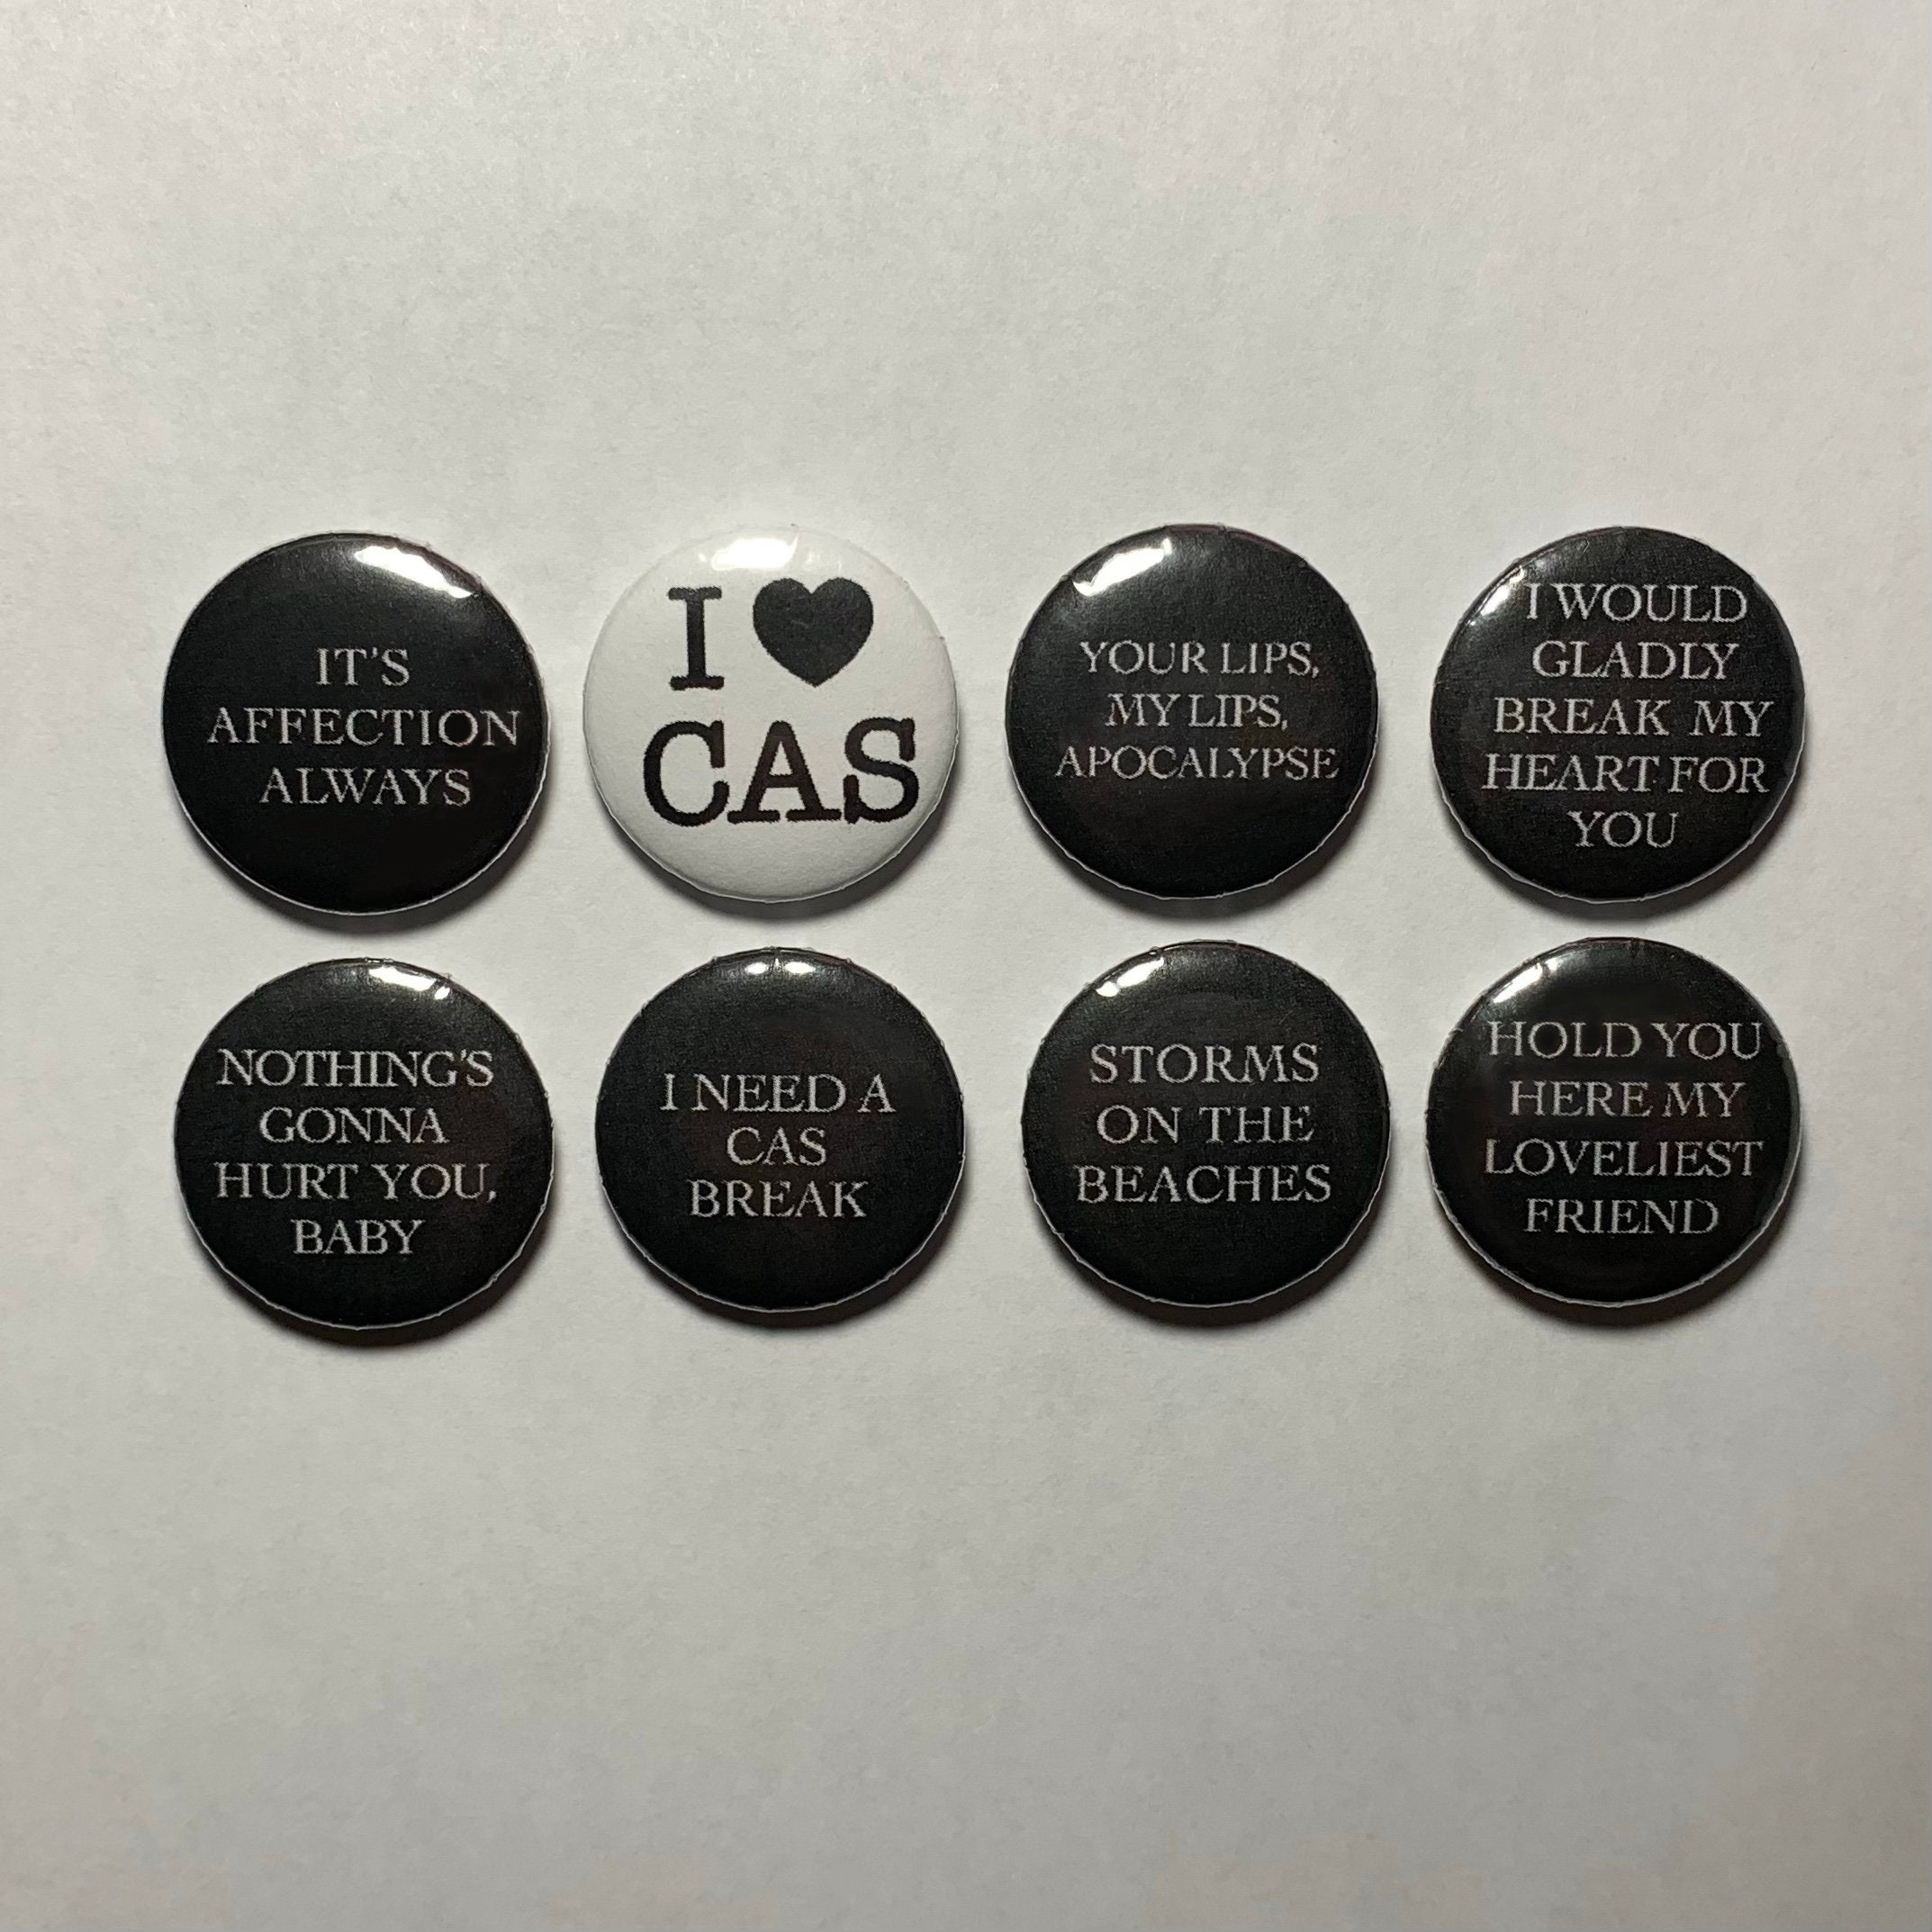 IT'S
AFFECTION
ALWAYS
I ♥
CAS
YOUR LIPS,
MY LIPS,
APOCALYPSE
I WOULD
GLADLY
BREAK MY
HEART FOR
YOU
NOTHING'S
GONNA
HURT YOU,
BABY
I NEED A
CAS
BREAK
STORMS
ON THE
BEACHES
HOLD YOU
HERE MY
LOVELIEST
FRIEND